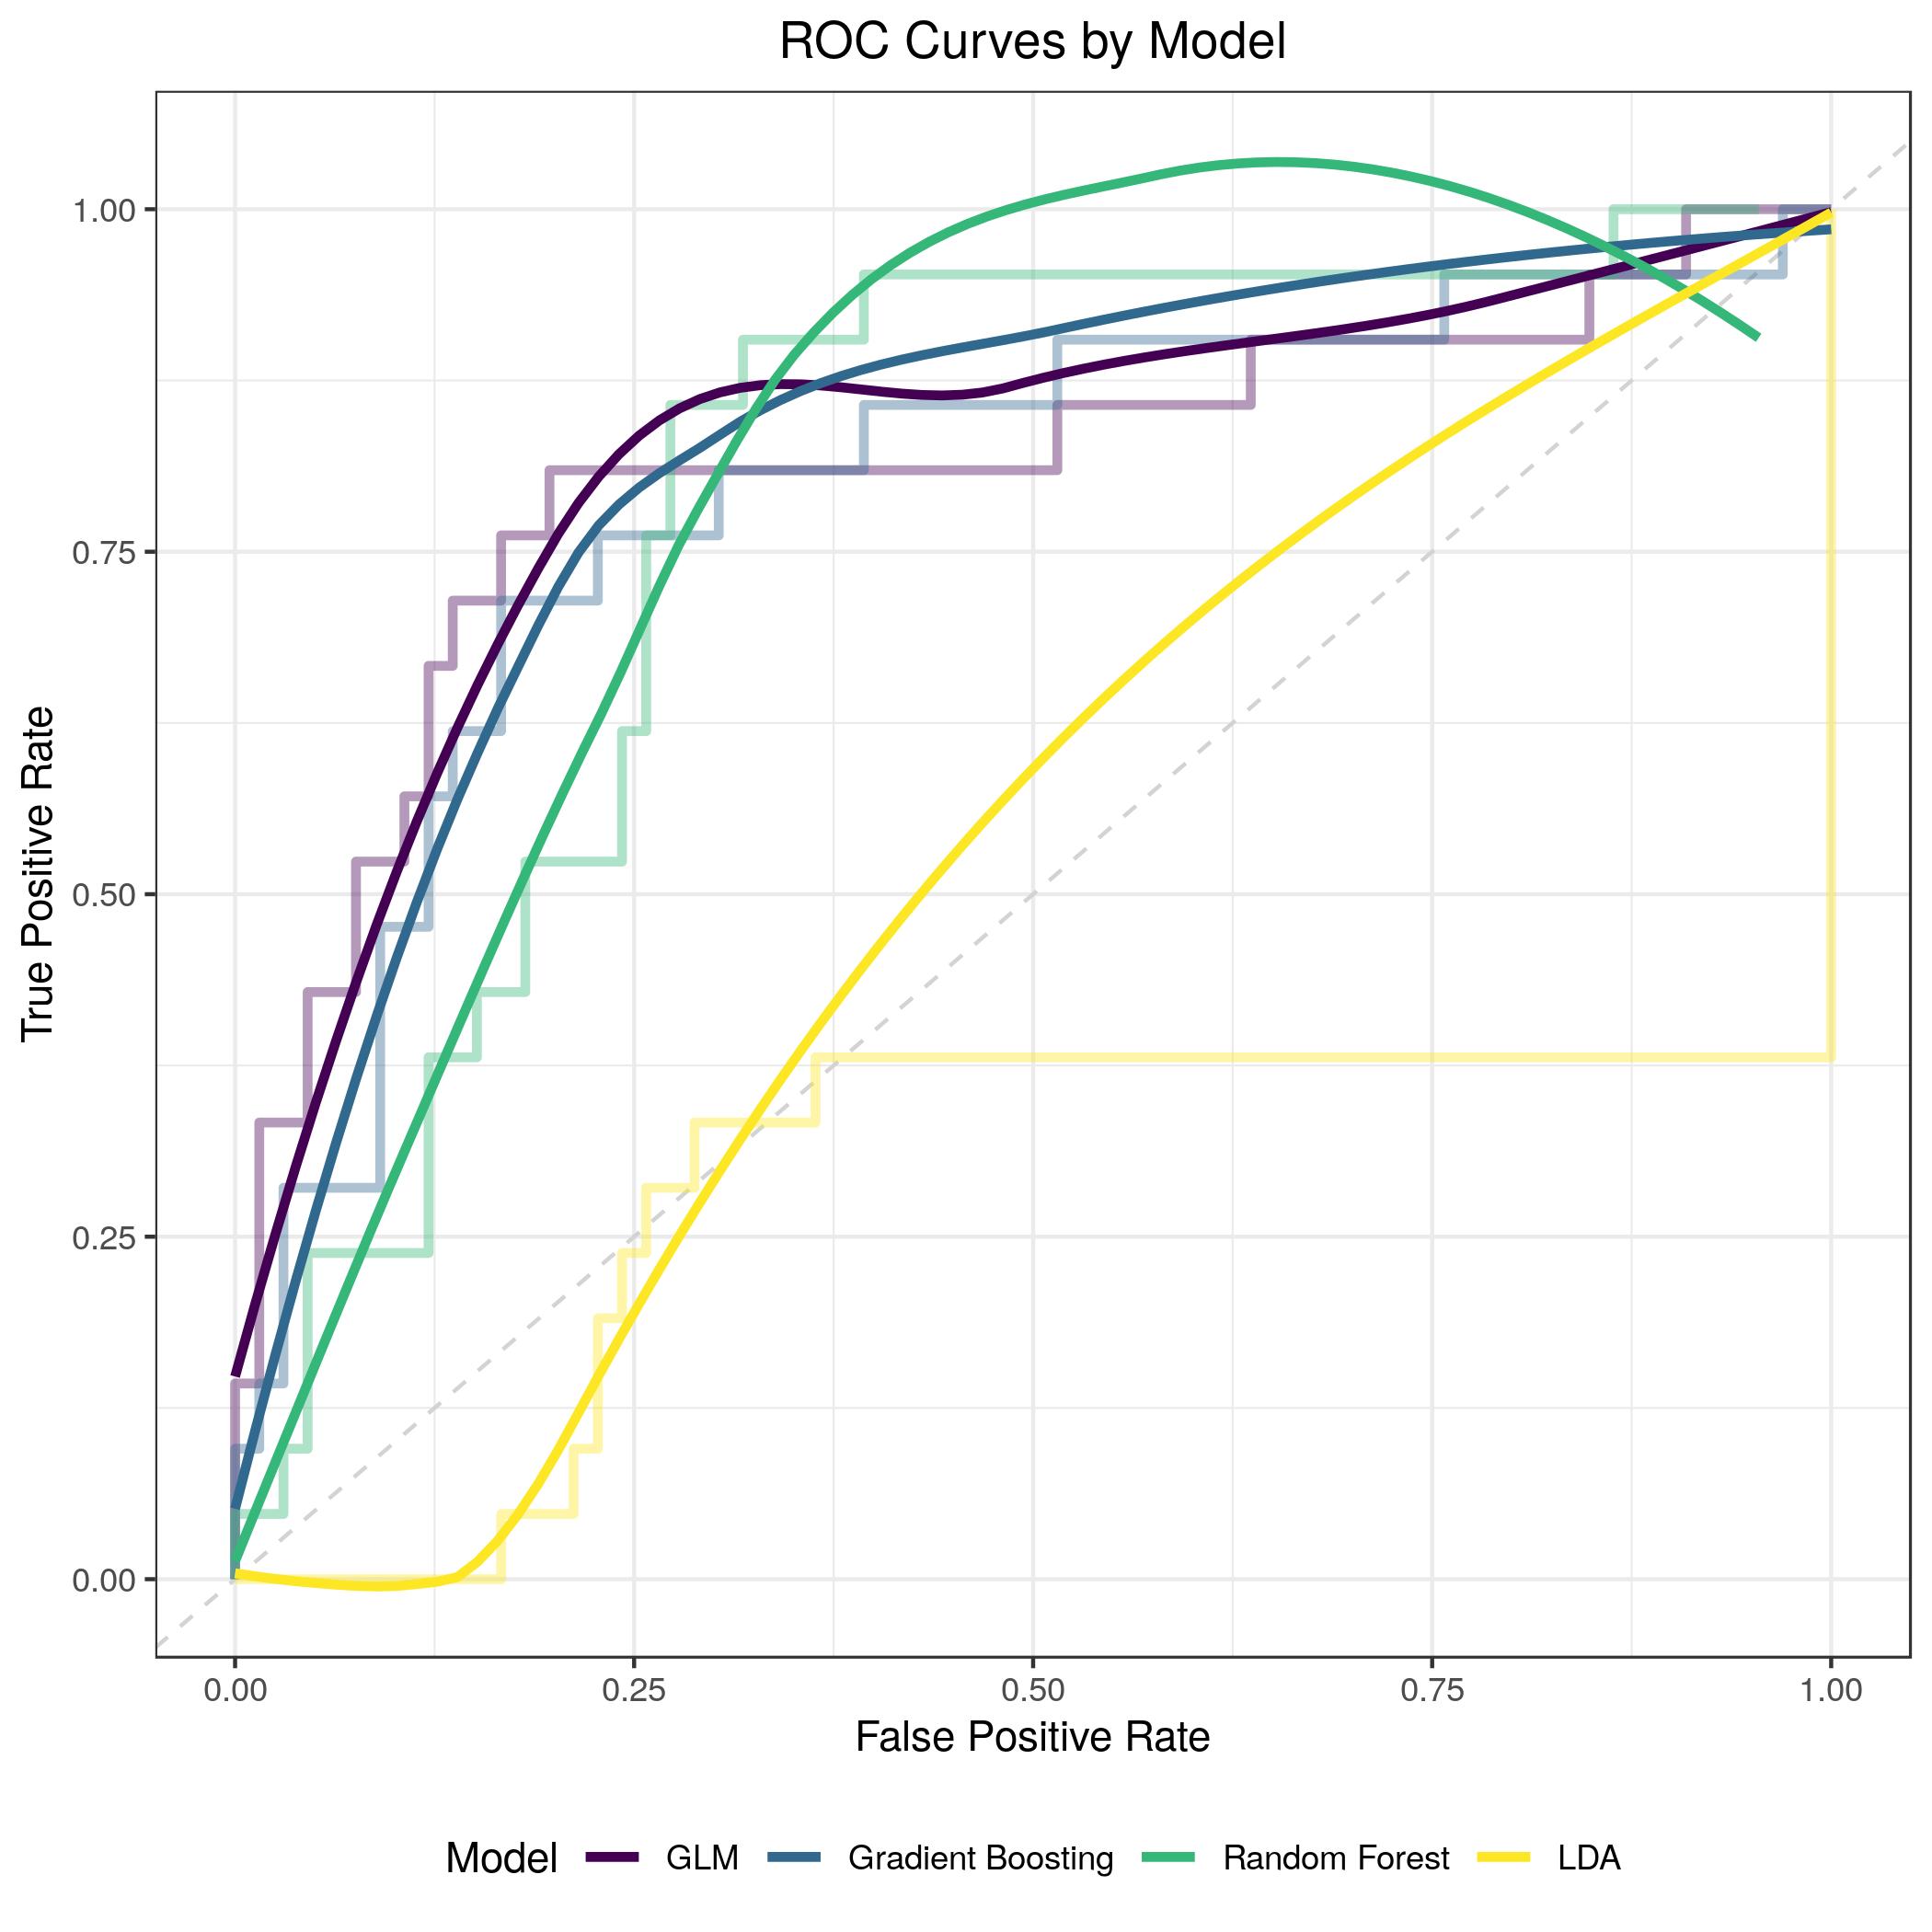 ROC Curves by Model
True Positive Rate
1.00
0.75
0.50
0.25
0.00
0.00 0.25 0.50 0.75 1.00
False Positive Rate
Model GLM Gradient Boosting Random Forest LDA